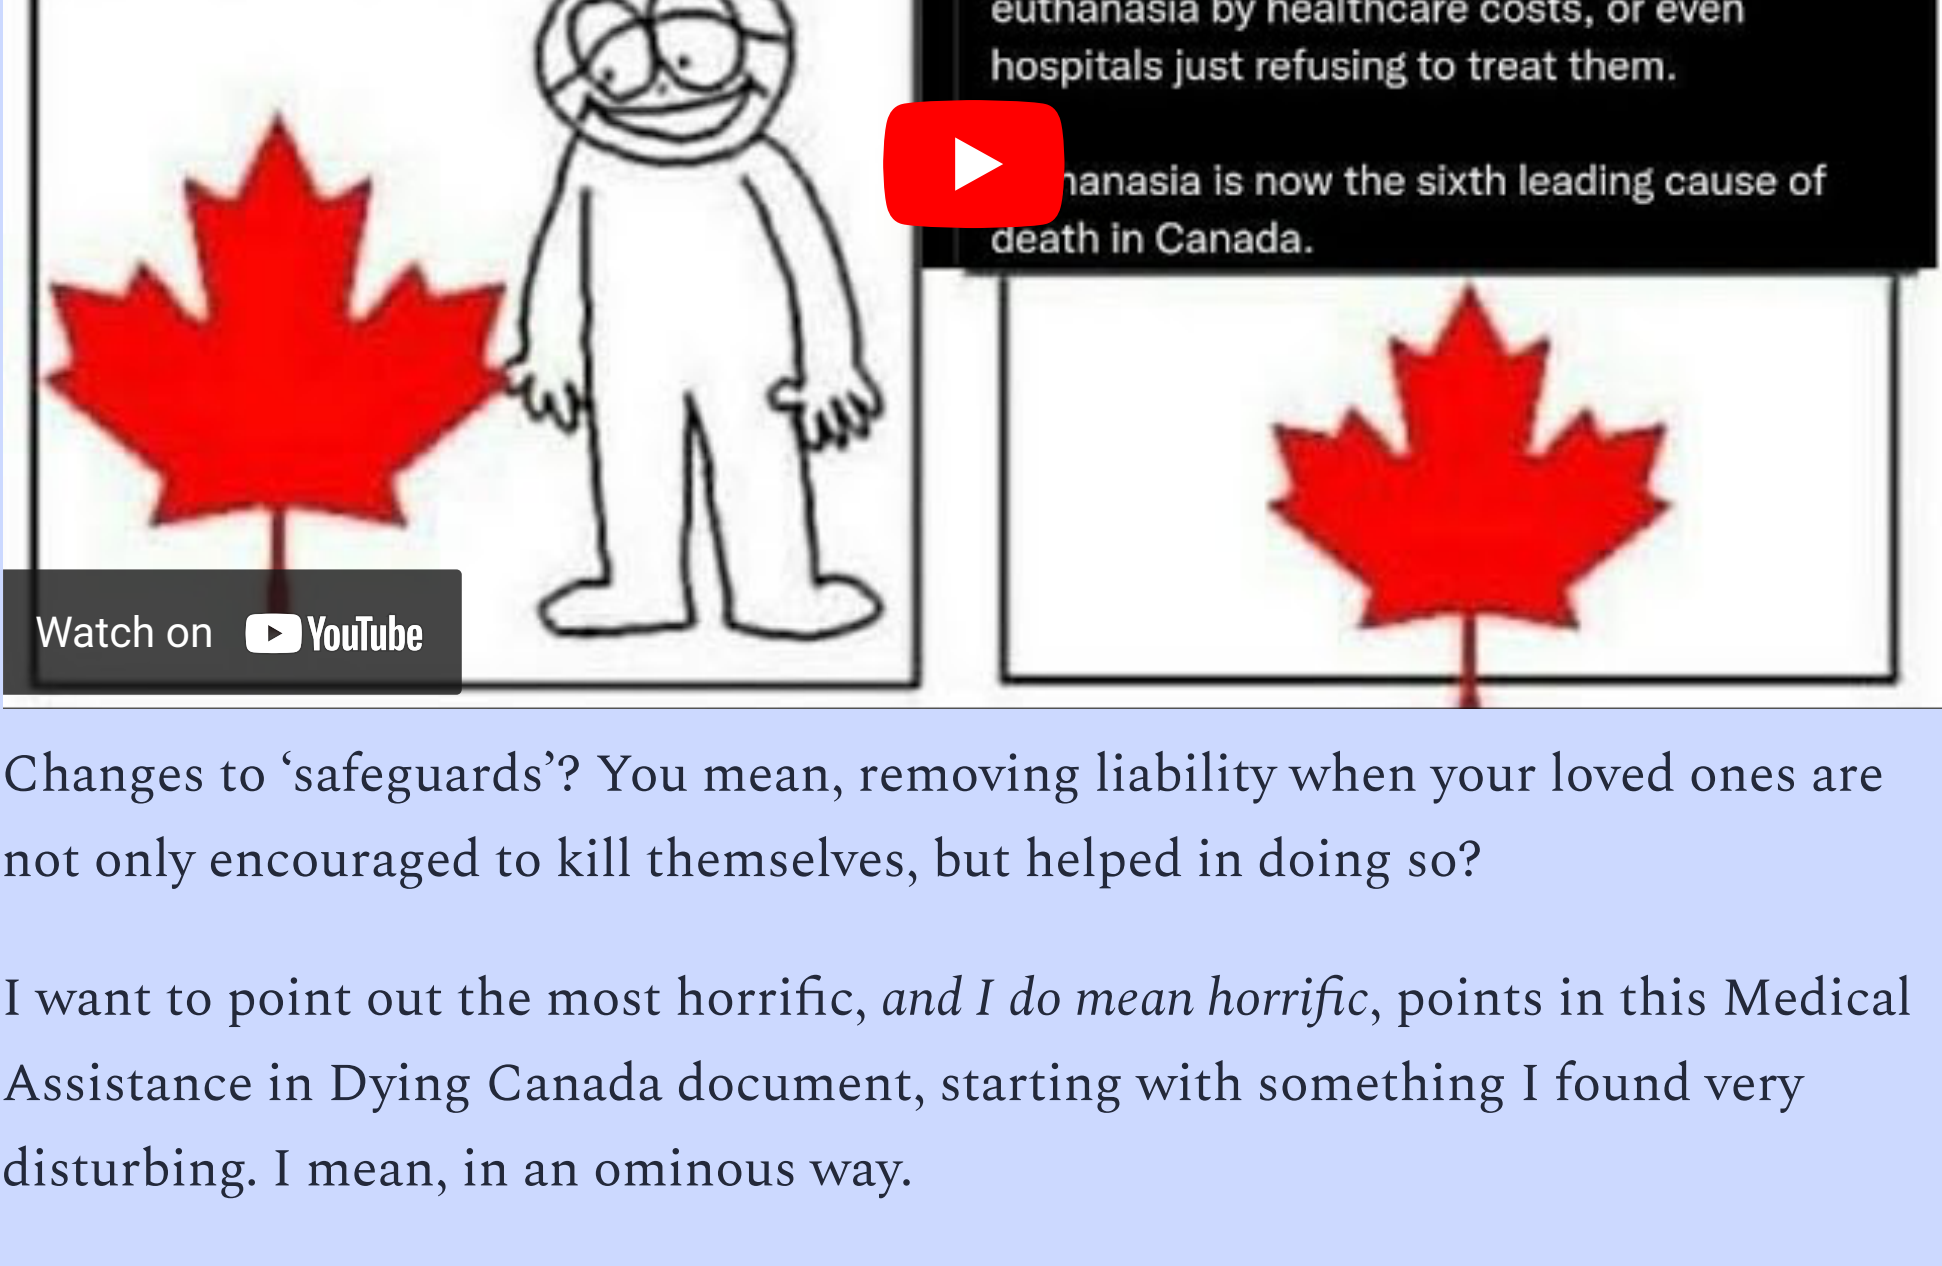 euthanasia by healthcare costs, or even
hospitals just refusing to treat them.
hanasia is now the sixth leading cause of
death in Canada.
Watch on YouTube
Changes to ‘safeguards’? You mean, removing liability when your loved ones are
not only encouraged to kill themselves, but helped in doing so?
I want to point out the most horrific, and I do mean horrific, points in this Medical
Assistance in Dying Canada document, starting with something I found very
disturbing. I mean, in an ominous way.